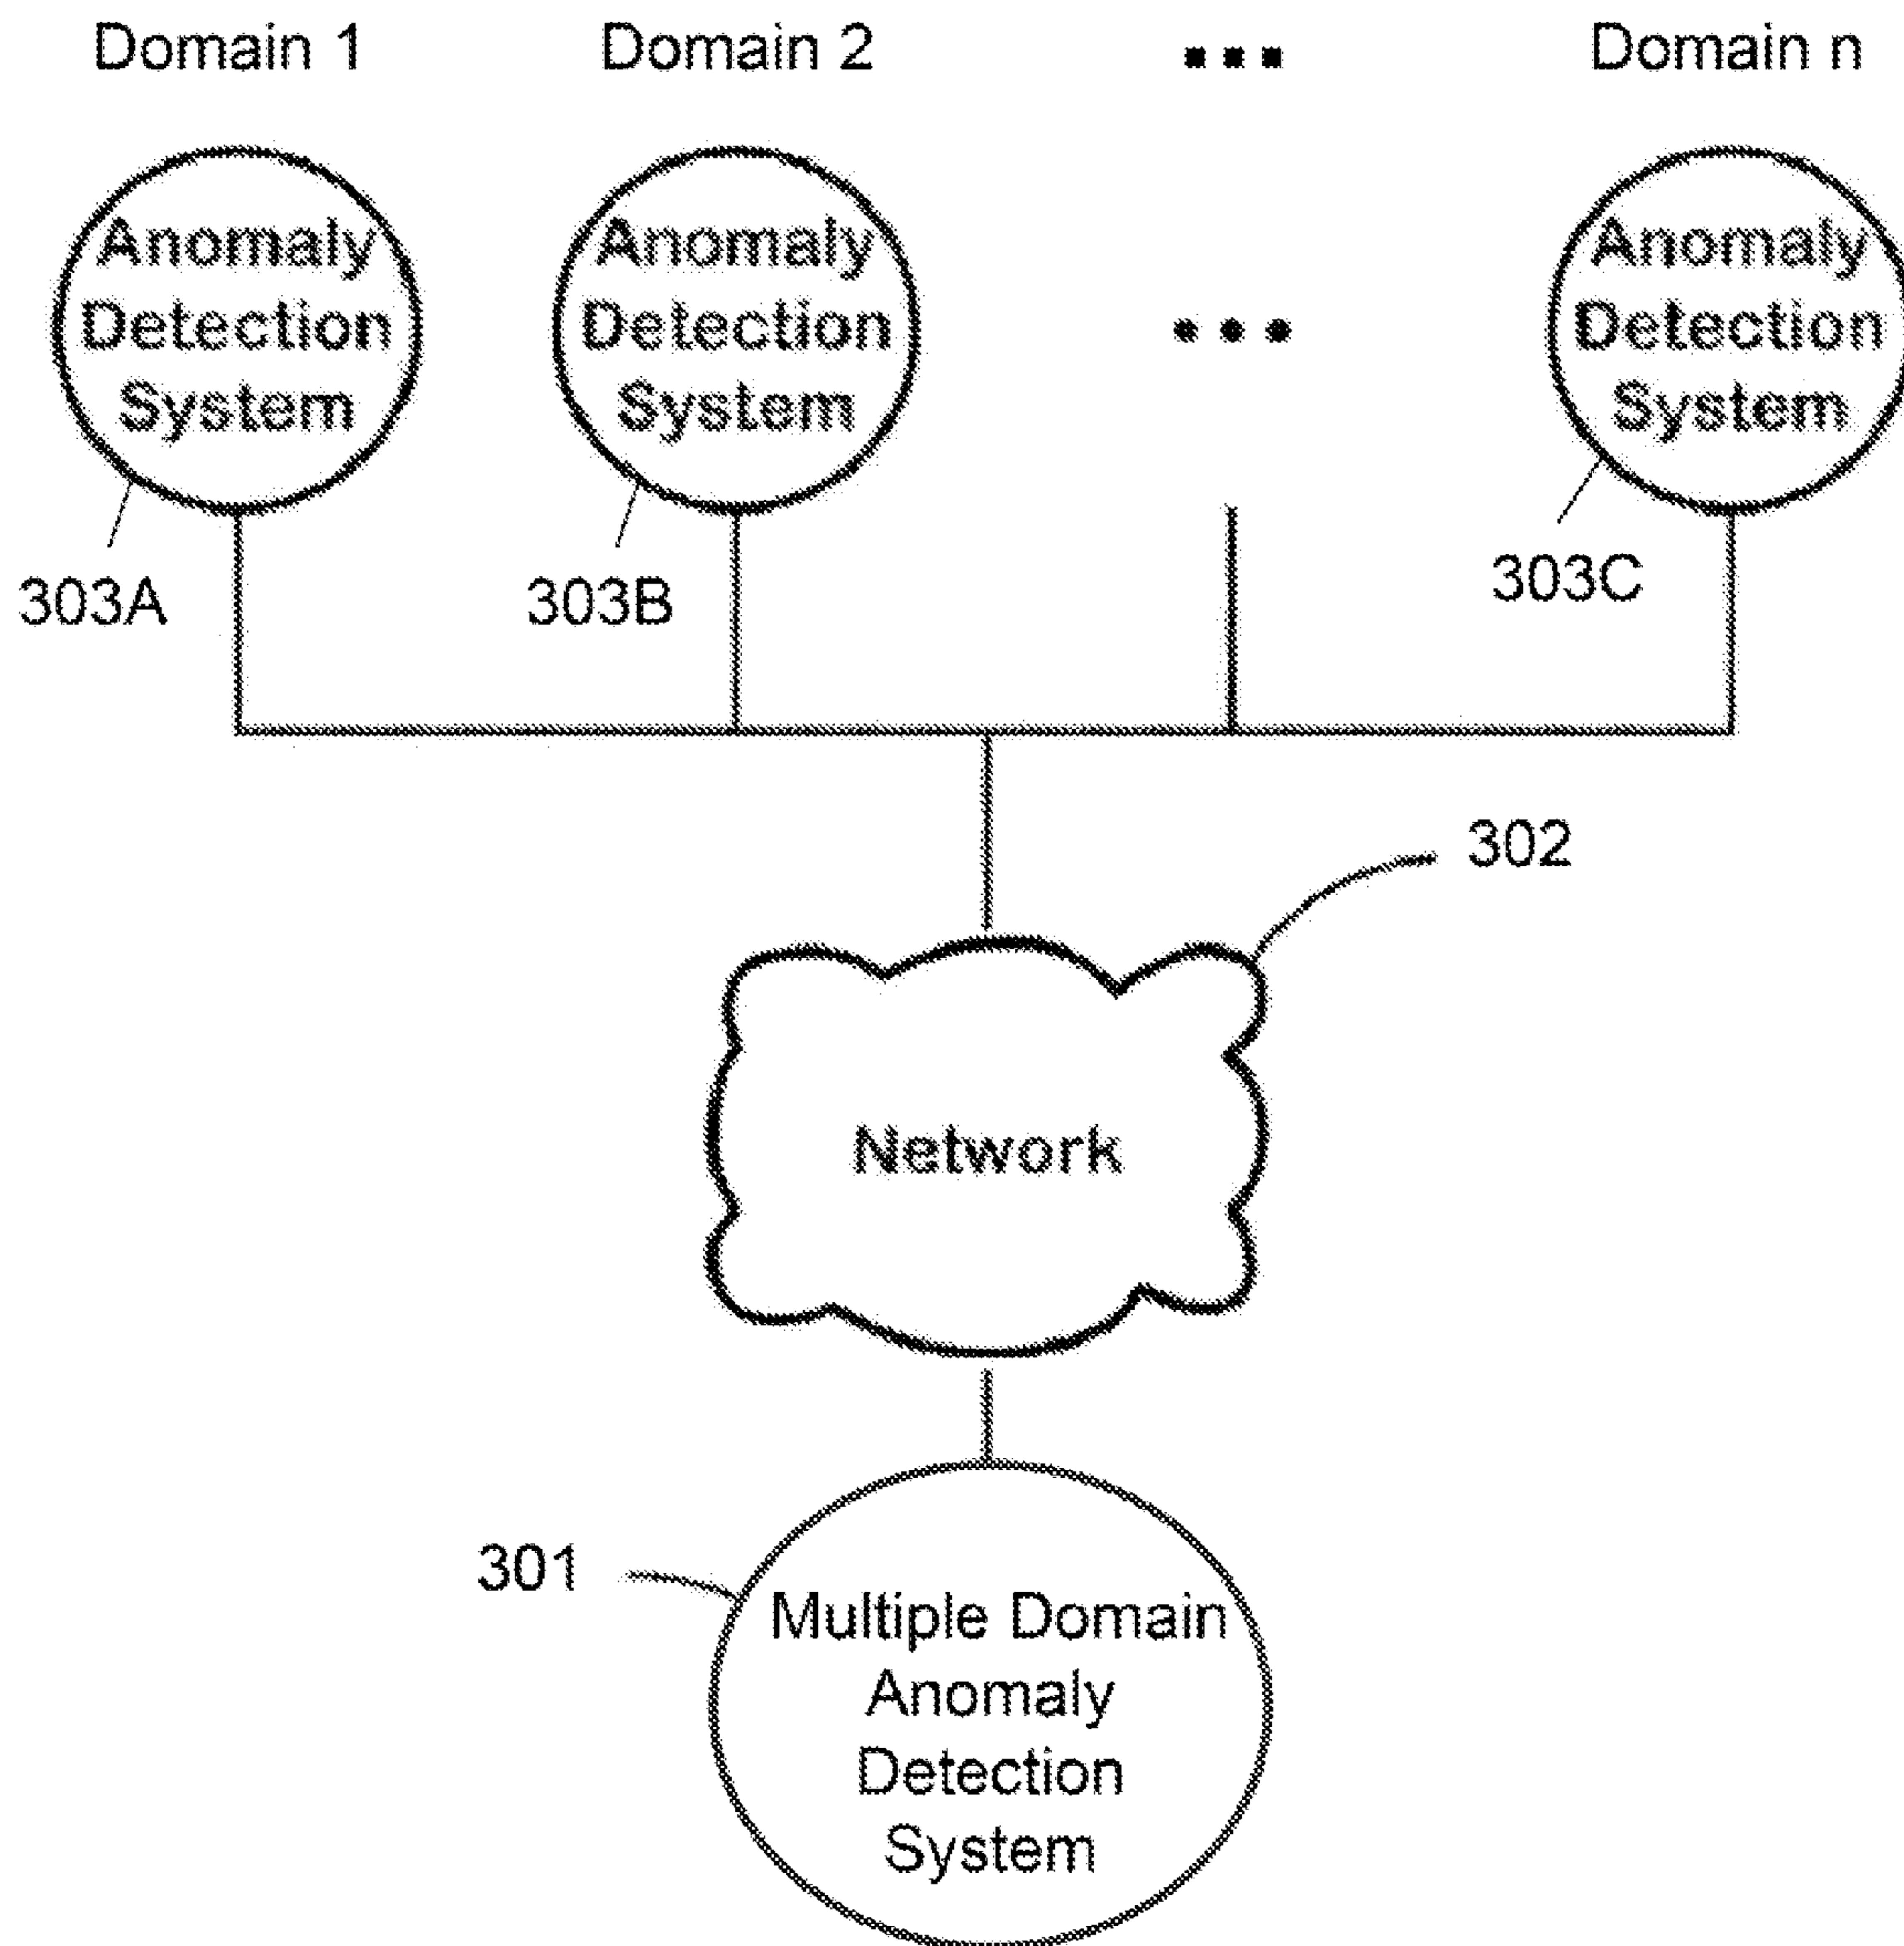 Domain 1
Domain 2
...
Domain n
Anomaly
Detection
System
Anomaly
Detection
System
...
Anomaly
Detection
System
303A
303B
303C
302
Network
301
Multiple Domain
Anomaly
Detection
System